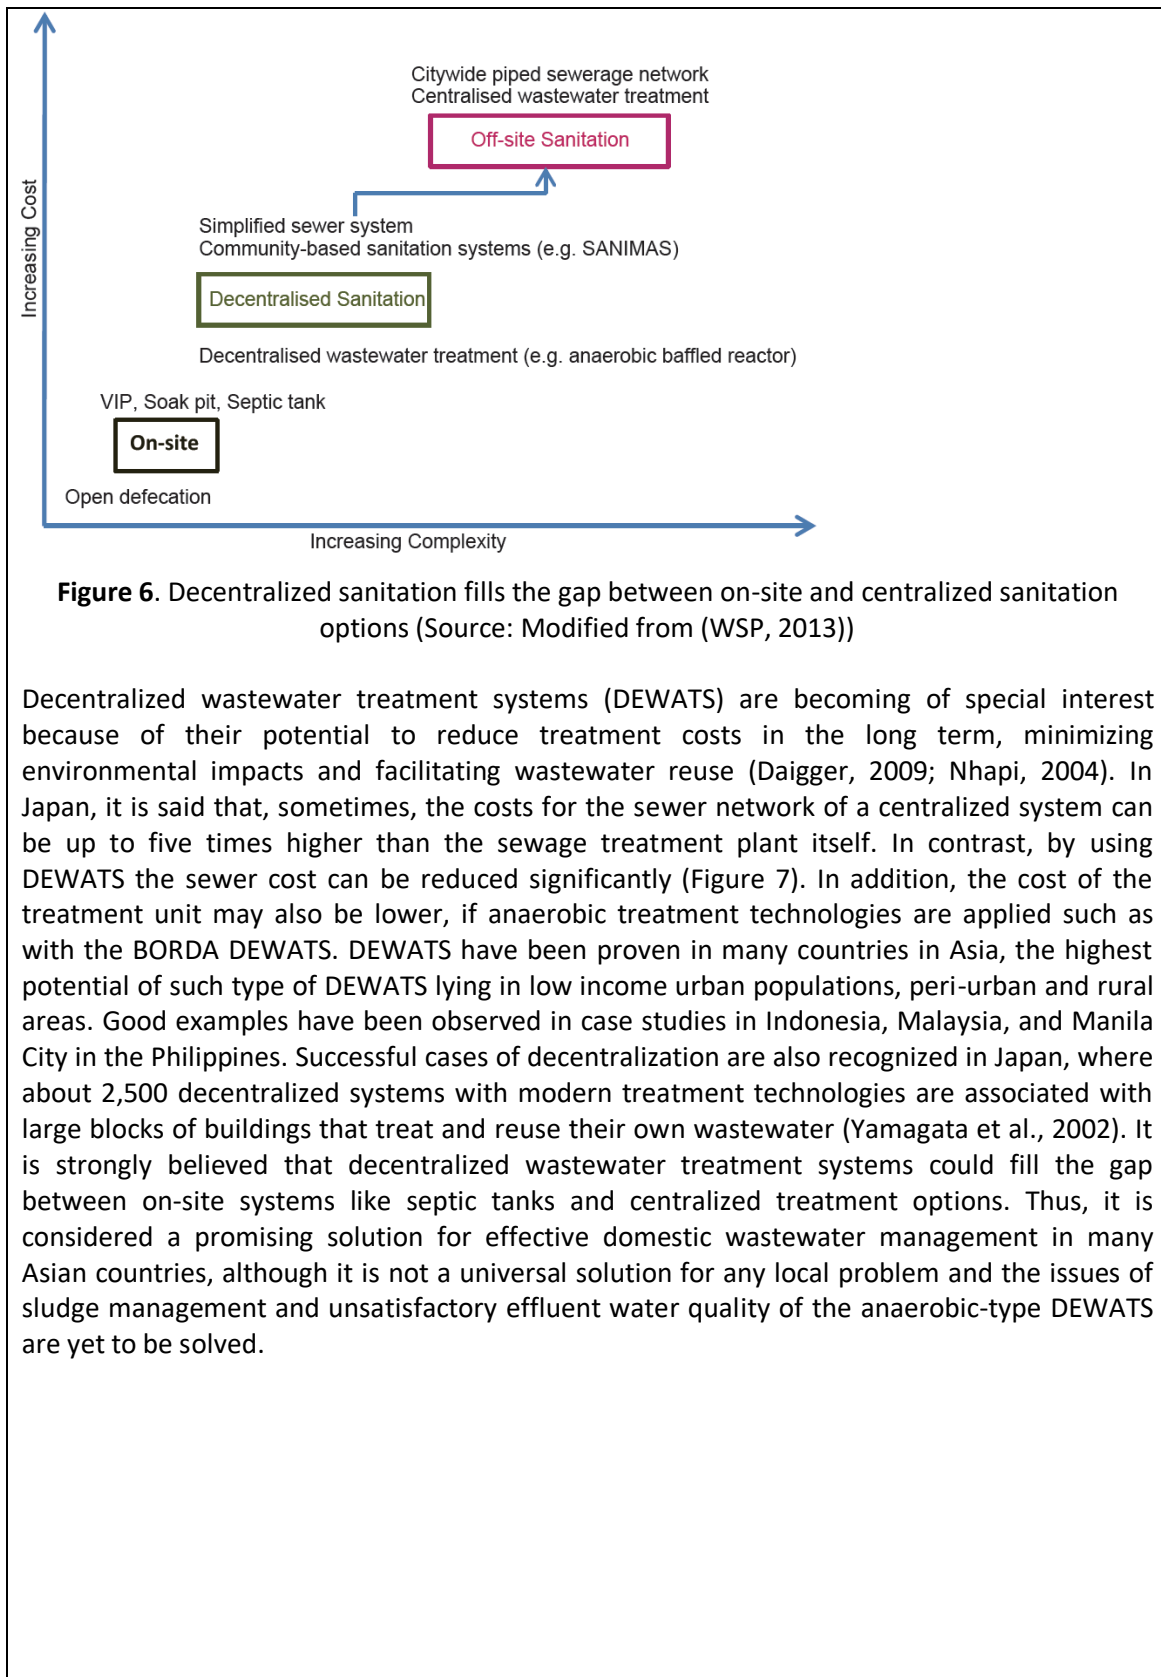 Citywide piped sewerage network
Centralised wastewater treatment
Off-site Sanitation
Increasing Cost
Simplified sewer system
Community-based sanitation systems (e.g. SANIMAS)
Decentralised Sanitation
Decentralised wastewater treatment (e.g. anaerobic baffled reactor)
VIP, Soak pit, Septic tank
On-site
Open defecation
Increasing Complexity
Figure 6. Decentralized sanitation fills the gap between on-site and centralized sanitation
options (Source: Modified from (WSP, 2013))
Decentralized wastewater treatment systems (DEWATS) are becoming of special interest
because of their potential to reduce treatment costs in the long term, minimizing
environmental impacts and facilitating wastewater reuse (Daigger, 2009; Nhapi, 2004). In
Japan, it is said that, sometimes, the costs for the sewer network of a centralized system can
be up to five times higher than the sewage treatment plant itself. In contrast, by using
DEWATS the sewer cost can be reduced significantly (Figure 7). In addition, the cost of the
treatment unit may also be lower, if anaerobic treatment technologies are applied such as
with the BORDA DEWATS. DEWATS have been proven in many countries in Asia, the highest
potential of such type of DEWATS lying in low income urban populations, peri-urban and rural
areas. Good examples have been observed in case studies in Indonesia, Malaysia, and Manila
City in the Philippines. Successful cases of decentralization are also recognized in Japan, where
about 2,500 decentralized systems with modern treatment technologies are associated with
large blocks of buildings that treat and reuse their own wastewater (Yamagata et al., 2002). It
is strongly believed that decentralized wastewater treatment systems could fill the gap
between on-site systems like septic tanks and centralized treatment options. Thus, it is
considered a promising solution for effective domestic wastewater management in many
Asian countries, although it is not a universal solution for any local problem and the issues of
sludge management and unsatisfactory effluent water quality of the anaerobic-type DEWATS
are yet to be solved.